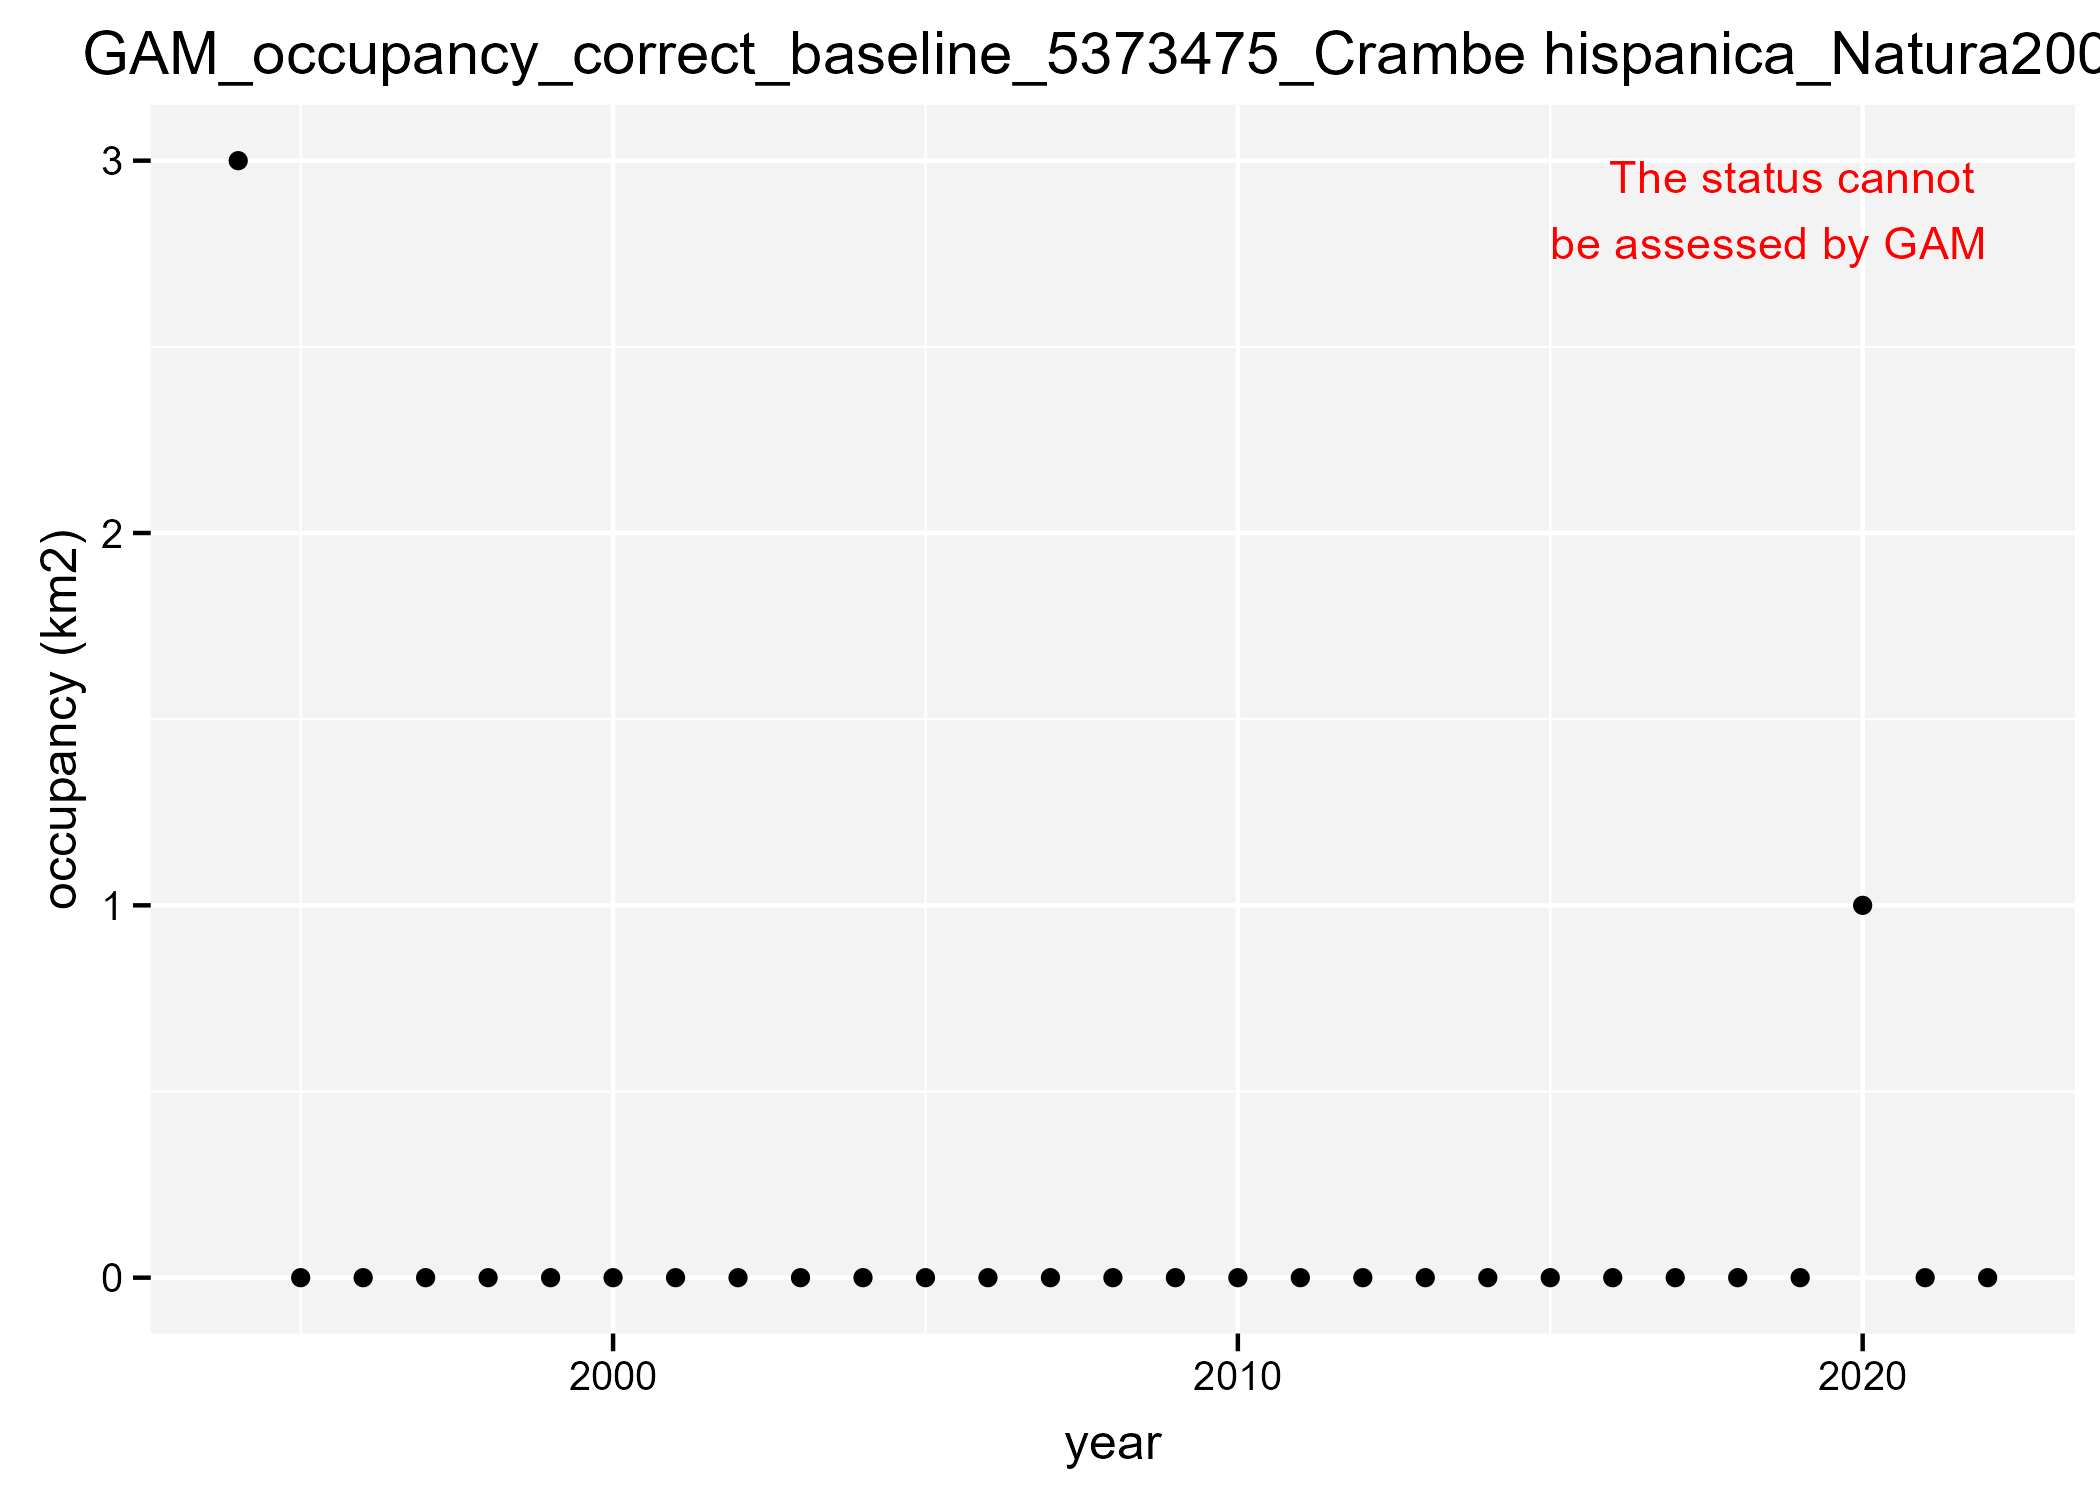 GAM_occupancy_correct_baseline_5373475_Crambe hispanica_Natura200
The status cannot
be assessed by GAM
3
2
1
0
occupancy (km2)
2000
2010
2020
year